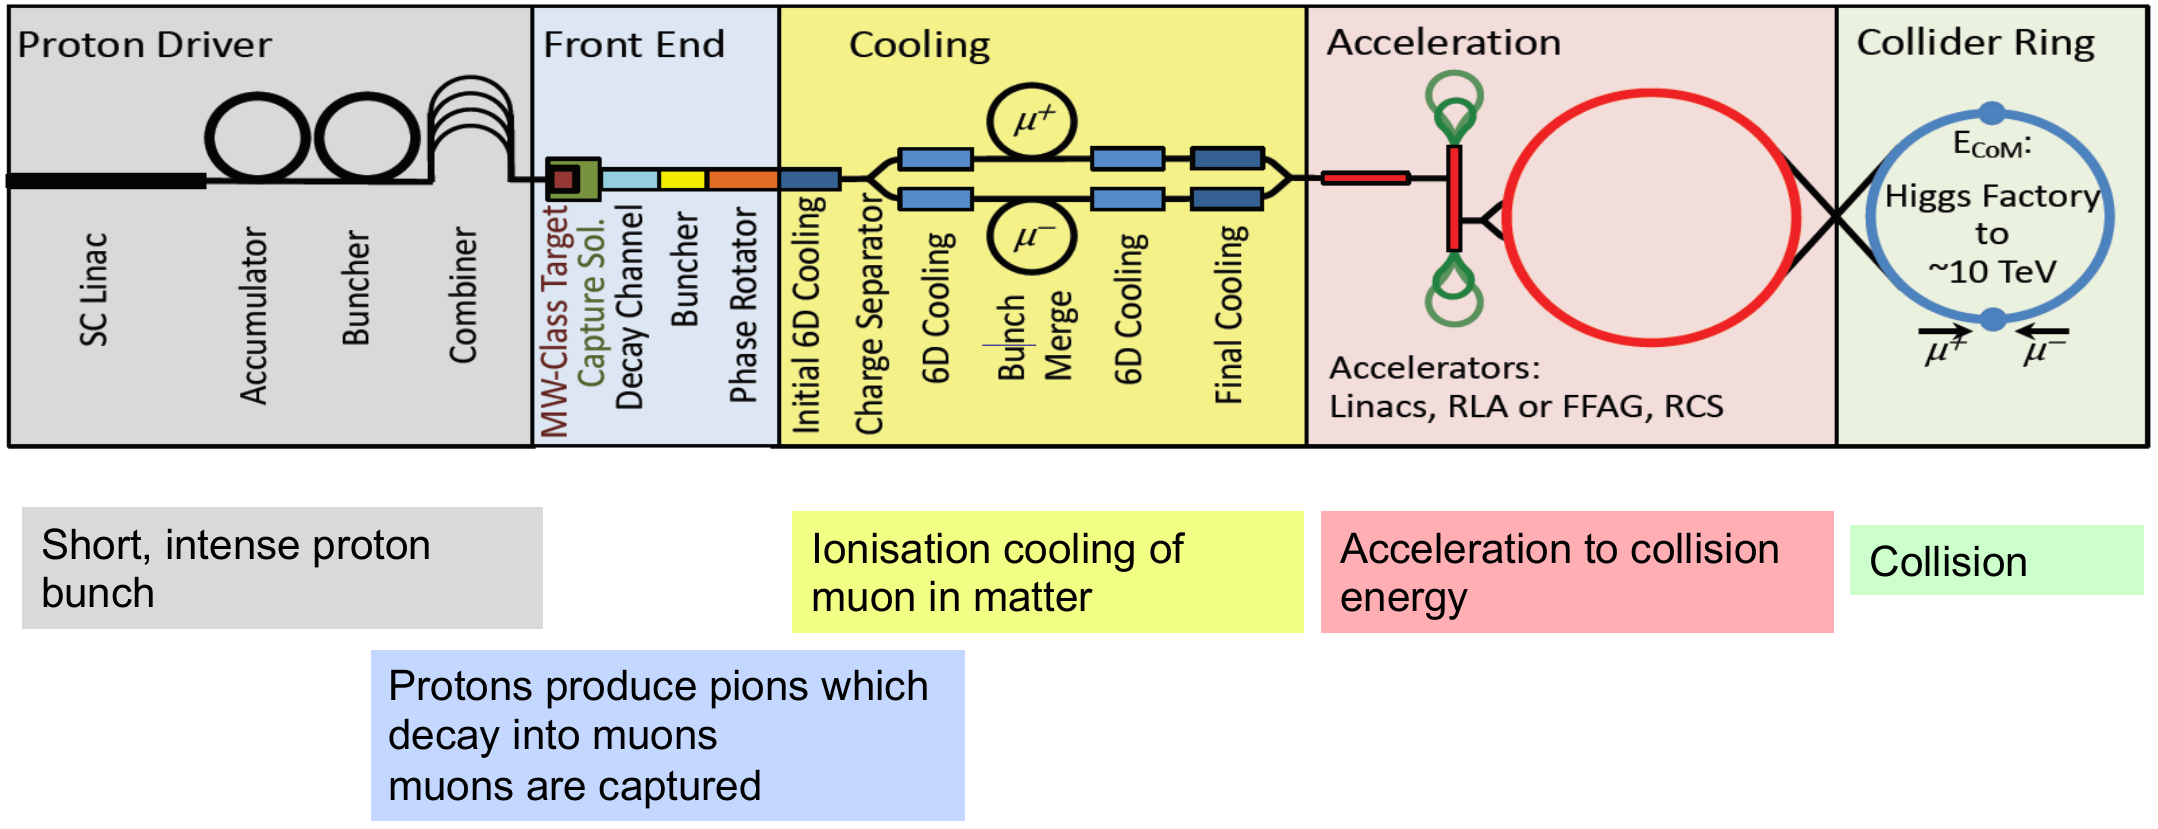 Proton Driver
Front End
Cooling
Acceleration
Collider Ring
SC Linac
Accumulator
Buncher
Combiner
MW-Class Target
Capture Sol.
Decay Channel
Buncher
Phase Rotator
Initial 6D Cooling
Charge Separator
6D Cooling
Bunch
Merge
6D Cooling
Final Cooling
μ+
μ−
Accelerators:
Linacs, RLA or FFAG, RCS
ECoM:
Higgs Factory
to
~10 TeV
μ+
μ−
Short, intense proton
bunch
Protons produce pions which
decay into muons
muons are captured
Ionisation cooling of
muon in matter
Acceleration to collision
energy
Collision